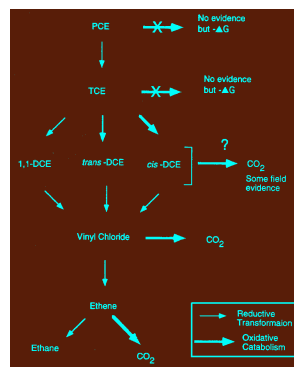 PCE
No evidence
but -ΔG
TCE
No evidence
but -ΔG
?
1,1-DCE
trans -DCE
cis -DCE
CO2
Some field
evidence
Vinyl Chloride
CO2
Ethene
Ethane
CO2
Reductive
Transformaion
Oxidative
Catabolism